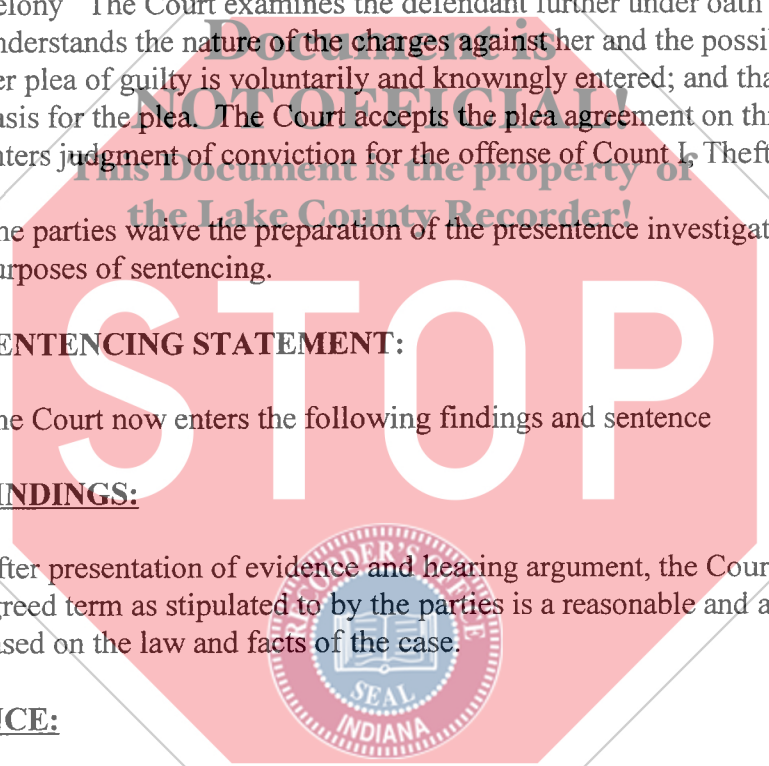 elony The Court examines the defendant further under oath
Document is
nderstands the nature of the charges against her and the possi
er plea of guilty is voluntarily and knowingly entered; and tha
NOT OFFICIAL!
asis for the plea. The Court accepts the plea agreement on thi
nters judgment of conviction for the offense of Count I, Theft
This Document is the property of
the Lake County Recorder!
he parties waive the preparation of the presentence investigat
urposes of sentencing.
STOP
ENTENCING STATEMENT:
he Court now enters the following findings and sentence
INDINGS:
fter presentation of evidence and hearing argument, the Cour
greed term as stipulated to by the parties is a reasonable and a
ased on the law and facts of the case.
RECORDER'S OFFICE
SEAL
INDIANA
NCE: